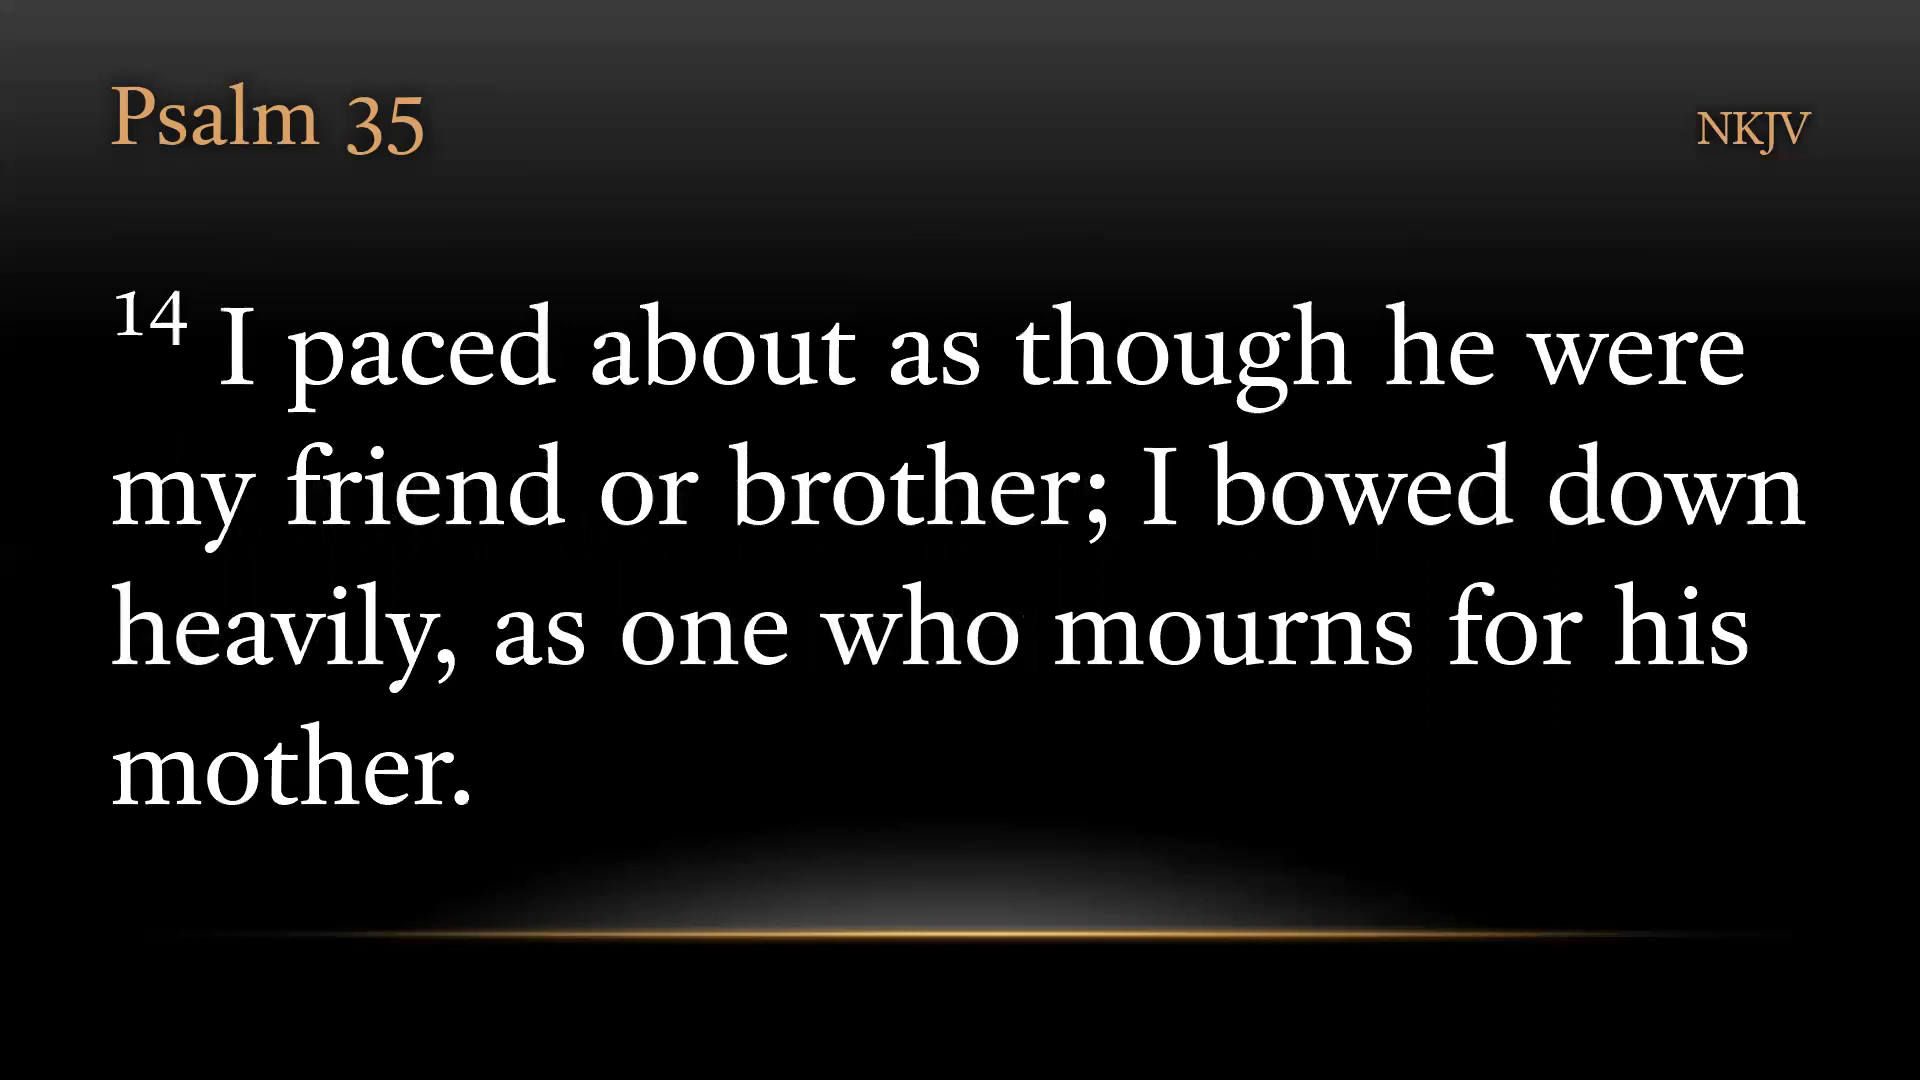 Psalm 35
NKJV
14 I paced about as though he were
my friend or brother; I bowed down
heavily, as one who mourns for his
mother.